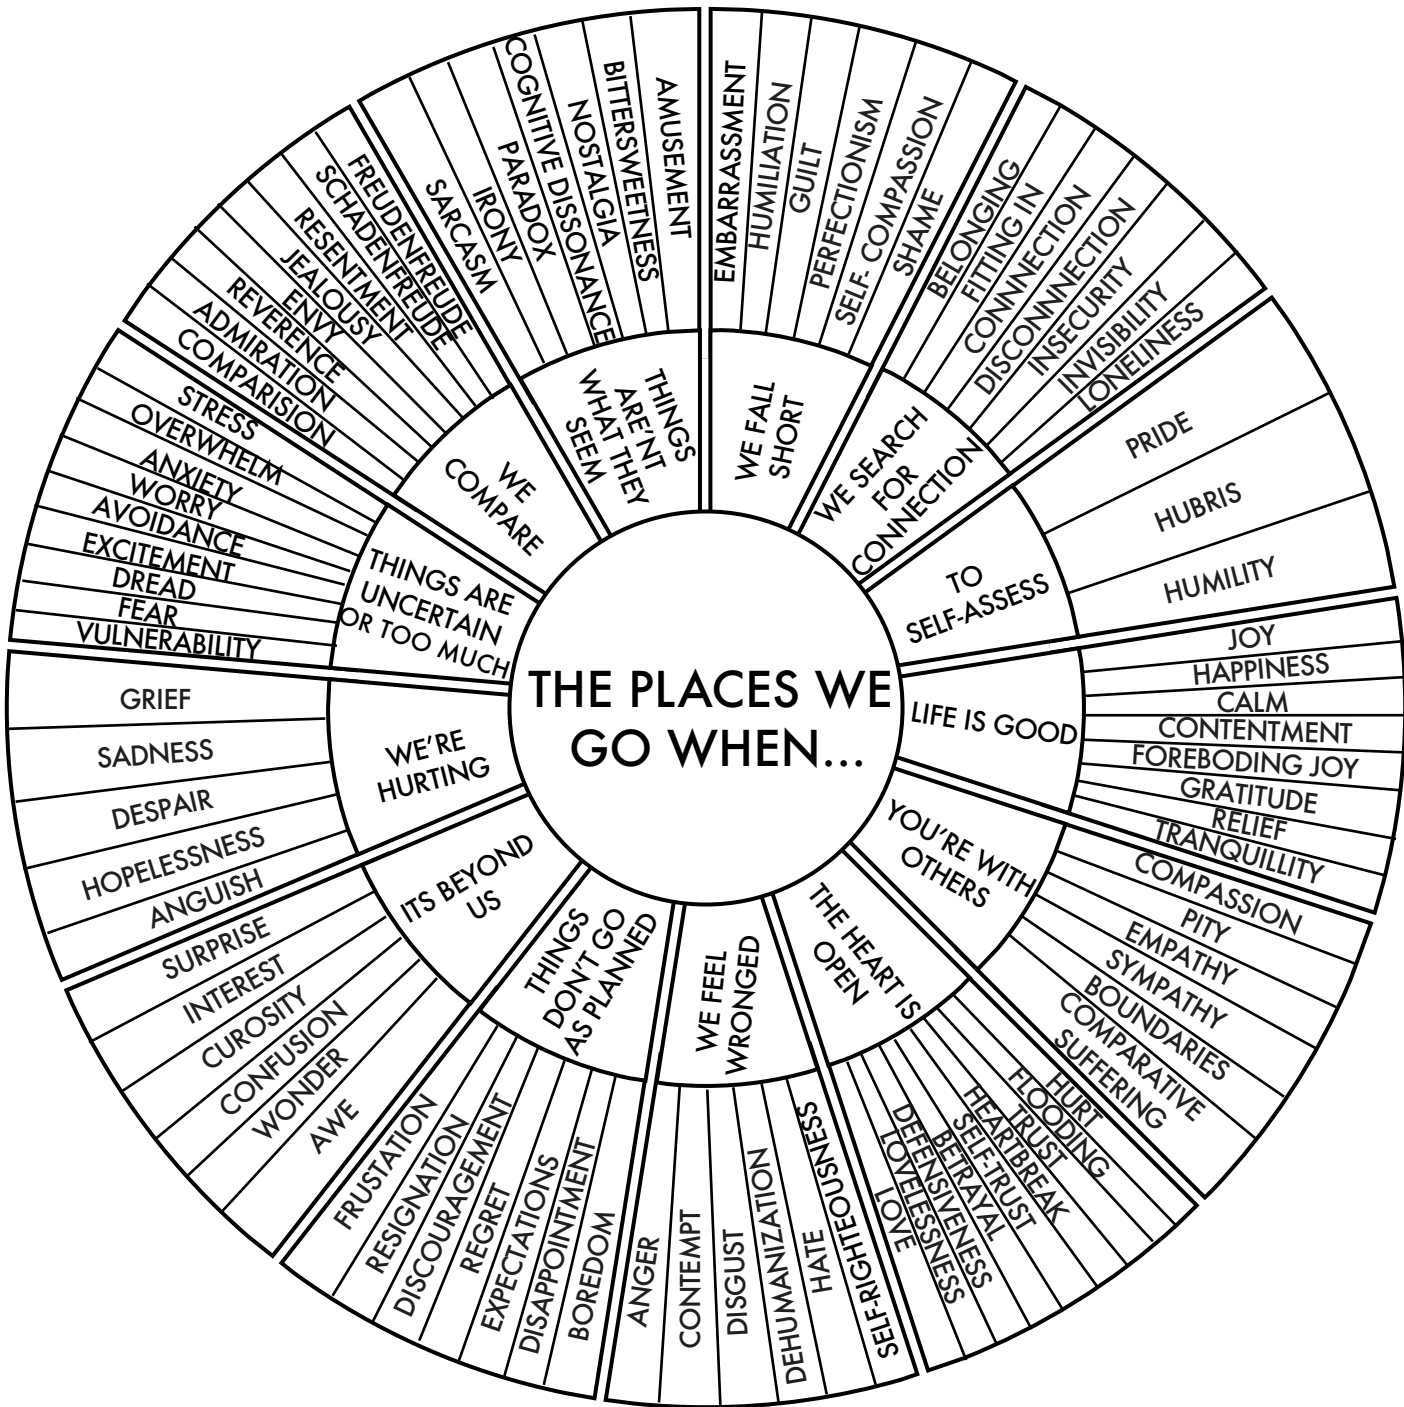 THE PLACES WE
GO WHEN...
WE FALL
SHORT
EMBARRASSMENT
HUMILIATION
GUILT
PERFECTIONISM
SELF- COMPASSION
SHAME
WE SEARCH
FOR
CONNECTION
BELONGING
FITTING IN
CONNNECTION
DISCONNNECTION
INSECURITY
INVISIBILITY
LONELINESS
TO
SELF-ASSESS
PRIDE
HUBRIS
HUMILITY
LIFE IS GOOD
JOY
HAPPINESS
CALM
CONTENTMENT
FOREBODING JOY
GRATITUDE
RELIEF
TRANQUILLITY
YOU'RE WITH
OTHERS
COMPASSION
PITY
EMPATHY
SYMPATHY
BOUNDARIES
COMPARATIVE
SUFFERING
THE HEART IS
OPEN
HURT
FLOODING
TRUST
HEARTBREAK
SELF-TRUST
BETRAYAL
DEFENSIVENESS
LOVELESSNESS
LOVE
WE FEEL
WRONGED
SELF-RIGHTEOUSNESS
HATE
DEHUMANIZATION
DISGUST
CONTEMPT
ANGER
THINGS
DON'T GO
AS PLANNED
BOREDOM
DISAPPOINTMENT
EXPECTATIONS
REGRET
DISCOURAGEMENT
RESIGNATION
FRUSTATION
ITS BEYOND
US
AWE
WONDER
CONFUSION
CUROSITY
INTEREST
SURPRISE
WE'RE
HURTING
ANGUISH
HOPELESSNESS
DESPAIR
SADNESS
GRIEF
THINGS ARE
UNCERTAIN
OR TOO MUCH
VULNERABILITY
FEAR
DREAD
EXCITEMENT
AVOIDANCE
WORRY
ANXIETY
OVERWHELM
STRESS
WE
COMPARE
COMPARISION
ADMIRATION
REVERENCE
ENVY
JEALOUSY
RESENTMENT
SCHADENFREUDE
FREUDENFREUDE
THINGS
ARE'NT
WHAT THEY
SEEM
SARCASM
IRONY
PARADOX
COGNITIVE DISSONANCE
NOSTALGIA
BITTERSWEETNESS
AMUSEMENT